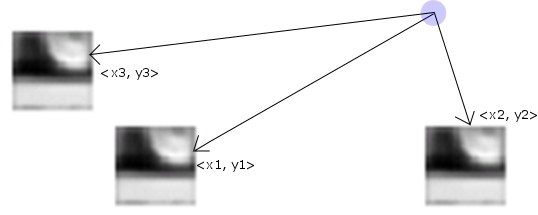 <x3, y3>
<x2, y2>
<x1, y1>